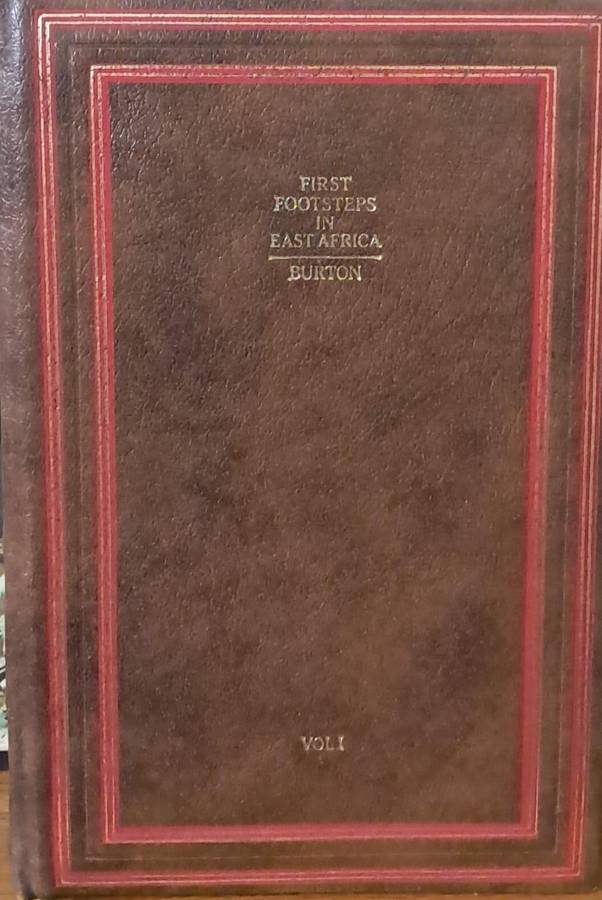 FIRST
FOOTSTEPS
IN
EAST AFRICA
BURTON
VOL I